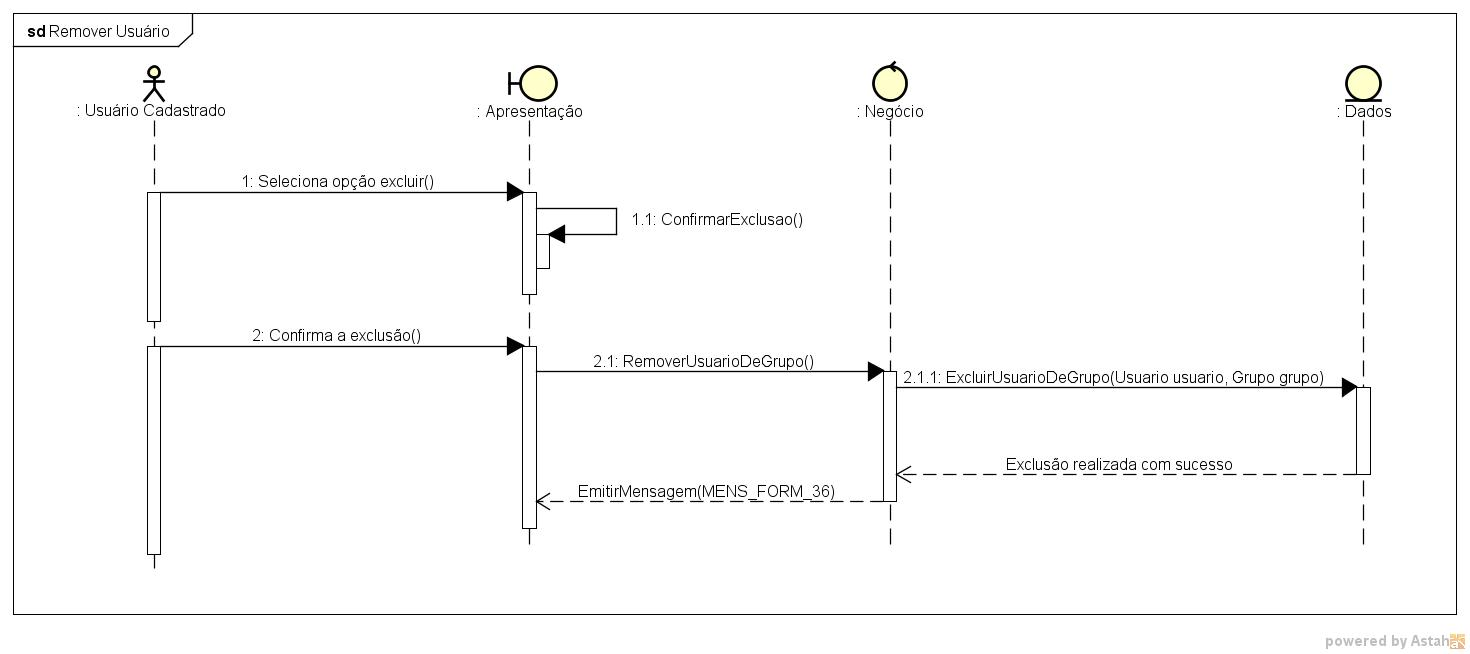 sd Remover Usuário
: Usuário Cadastrado
: Apresentação
: Negócio
: Dados
1: Seleciona opção excluir()
1.1: ConfirmarExclusao()
2: Confirma a exclusão()
2.1: RemoverUsuarioDeGrupo()
2.1.1: ExcluirUsuarioDeGrupo(Usuario usuario, Grupo grupo)
Exclusão realizada com sucesso
EmitirMensagem(MENS_FORM_36)
powered by Astah